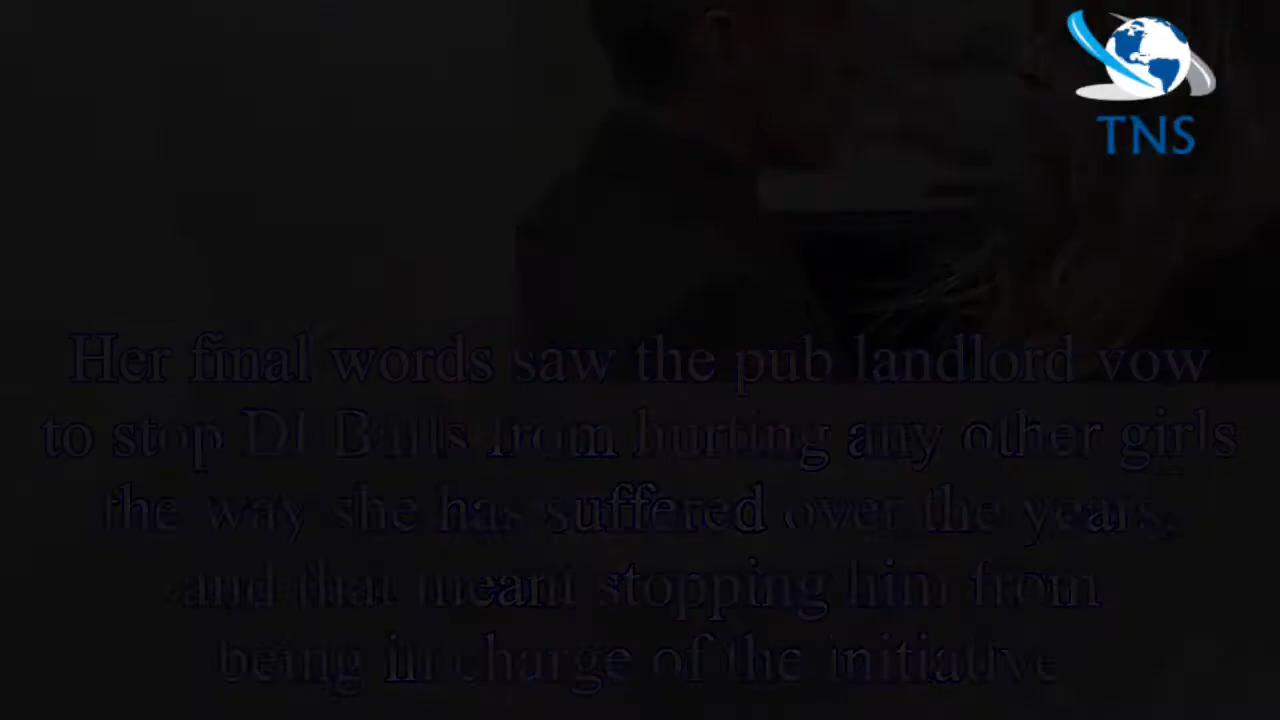 TNS
Her final words saw the pub landlord vow
to stop DI Bails from hurting any other girls
the way she has suffered over the years,
and that meant stopping him from
being in charge of the initiative